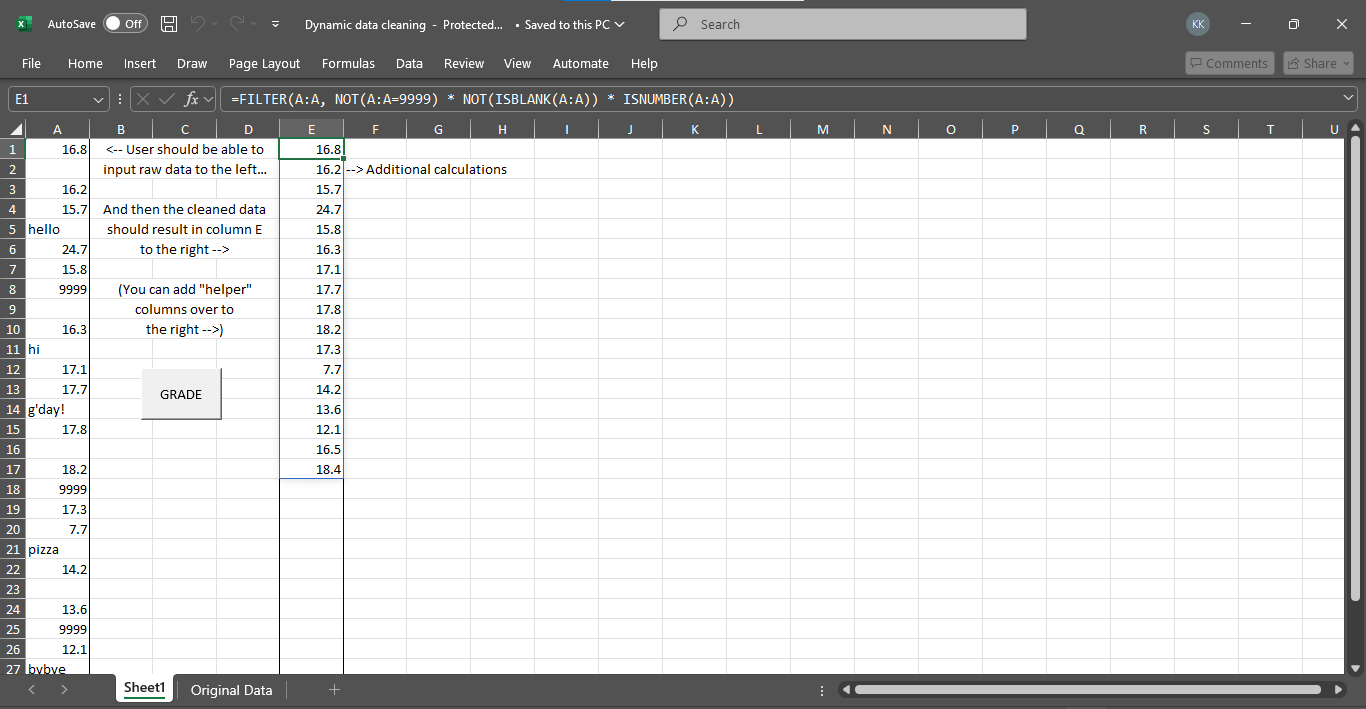 AutoSave Off Dynamic data cleaning - Protected... • Saved to this PC Search KK
File Home Insert Draw Page Layout Formulas Data Review View Automate Help Comments Share
E1 fx =FILTER(A:A, NOT(A:A=9999) * NOT(ISBLANK(A:A)) * ISNUMBER(A:A))
A B C D E F G H I J K L M N O P Q R S T U
1 16.8 <-- User should be able to 16.8
2 input raw data to the left... 16.2 --> Additional calculations
3 16.2 15.7
4 15.7 And then the cleaned data 24.7
5 hello should result in column E 15.8
6 24.7 to the right --> 16.3
7 15.8 17.1
8 9999 (You can add "helper" 17.7
9 columns over to 17.8
10 16.3 the right -->) 18.2
11 hi 17.3
12 17.1 7.7
13 17.7 GRADE 14.2
14 g'day! 13.6
15 17.8 12.1
16 16.5
17 18.2 18.4
18 9999
19 17.3
20 7.7
21 pizza
22 14.2
23
24 13.6
25 9999
26 12.1
27 bybye
Sheet1 Original Data